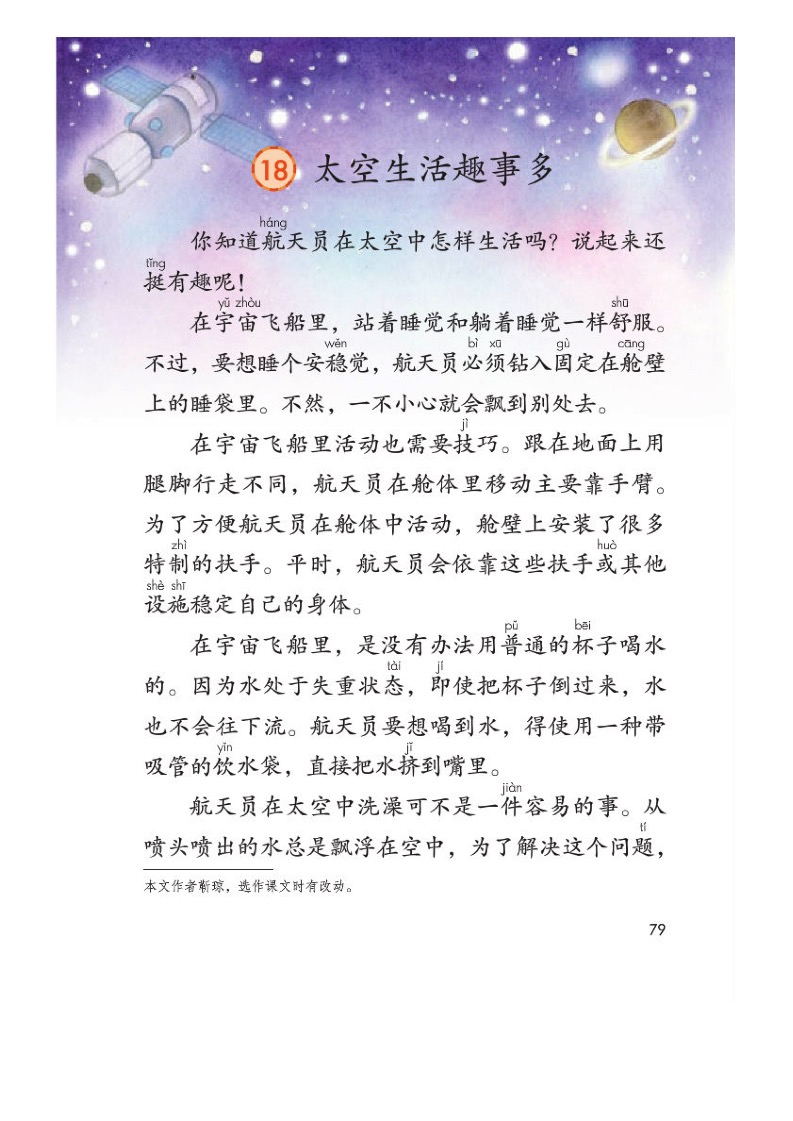 18 太空生活趣事多
háng
你知道航天员在太空中怎样生活吗？说起来还
tǐng
挺有趣呢！
yǔ zhòu shū
在宇宙飞船里，站着睡觉和躺着睡觉一样舒服。
wěn bì xū gù cāng
不过，要想睡个安稳觉，航天员必须钻入固定在舱壁
上的睡袋里。不然，一不小心就会飘到别处去。
jì
在宇宙飞船里活动也需要技巧。跟在地面上用
腿脚行走不同，航天员在舱体里移动主要靠手臂。
为了方便航天员在舱体中活动，舱壁上安装了很多
zhì huò
特制的扶手。平时，航天员会依靠这些扶手或其他
shè shī
设施稳定自己的身体。
pǔ bēi
在宇宙飞船里，是没有办法用普通的杯子喝水
tài jí
的。因为水处于失重状态，即使把杯子倒过来，水
也不会往下流。航天员要想喝到水，得使用一种带
yǐn jǐ
吸管的饮水袋，直接把水挤到嘴里。
jiàn
航天员在太空中洗澡可不是一件容易的事。从
tí
喷头喷出的水总是飘浮在空中，为了解决这个问题，
本文作者靳琼，选作课文时有改动。
79